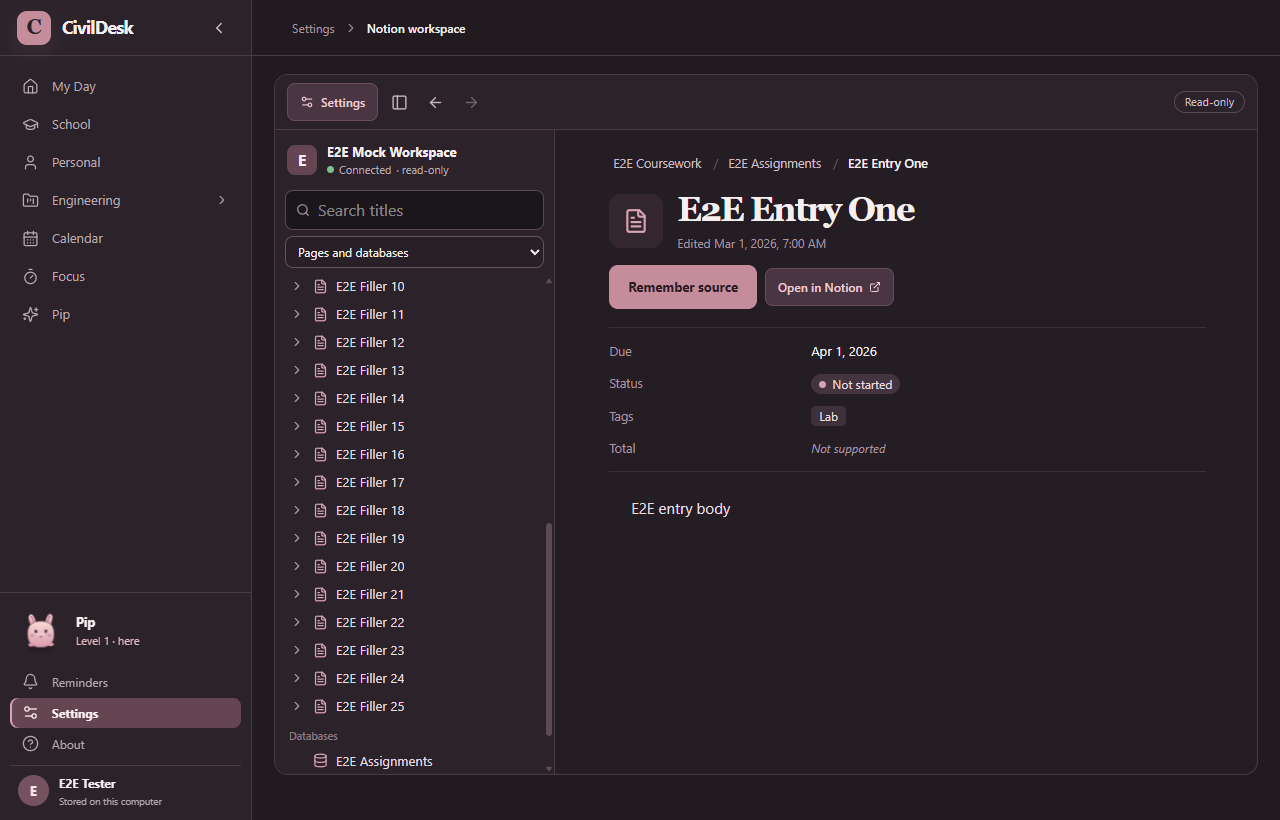 C CivilDesk
My Day
School
Personal
Engineering
Calendar
Focus
Pip
Pip
Level 1 · here
Reminders
Settings
About
E E2E Tester
Stored on this computer
Settings > Notion workspace
Settings
Read-only
E E2E Mock Workspace
Connected · read-only
Search titles
Pages and databases
E2E Filler 10
E2E Filler 11
E2E Filler 12
E2E Filler 13
E2E Filler 14
E2E Filler 15
E2E Filler 16
E2E Filler 17
E2E Filler 18
E2E Filler 19
E2E Filler 20
E2E Filler 21
E2E Filler 22
E2E Filler 23
E2E Filler 24
E2E Filler 25
Databases
E2E Assignments
E2E Coursework / E2E Assignments / E2E Entry One
E2E Entry One
Edited Mar 1, 2026, 7:00 AM
Remember source
Open in Notion
Due Apr 1, 2026
Status Not started
Tags Lab
Total Not supported
E2E entry body